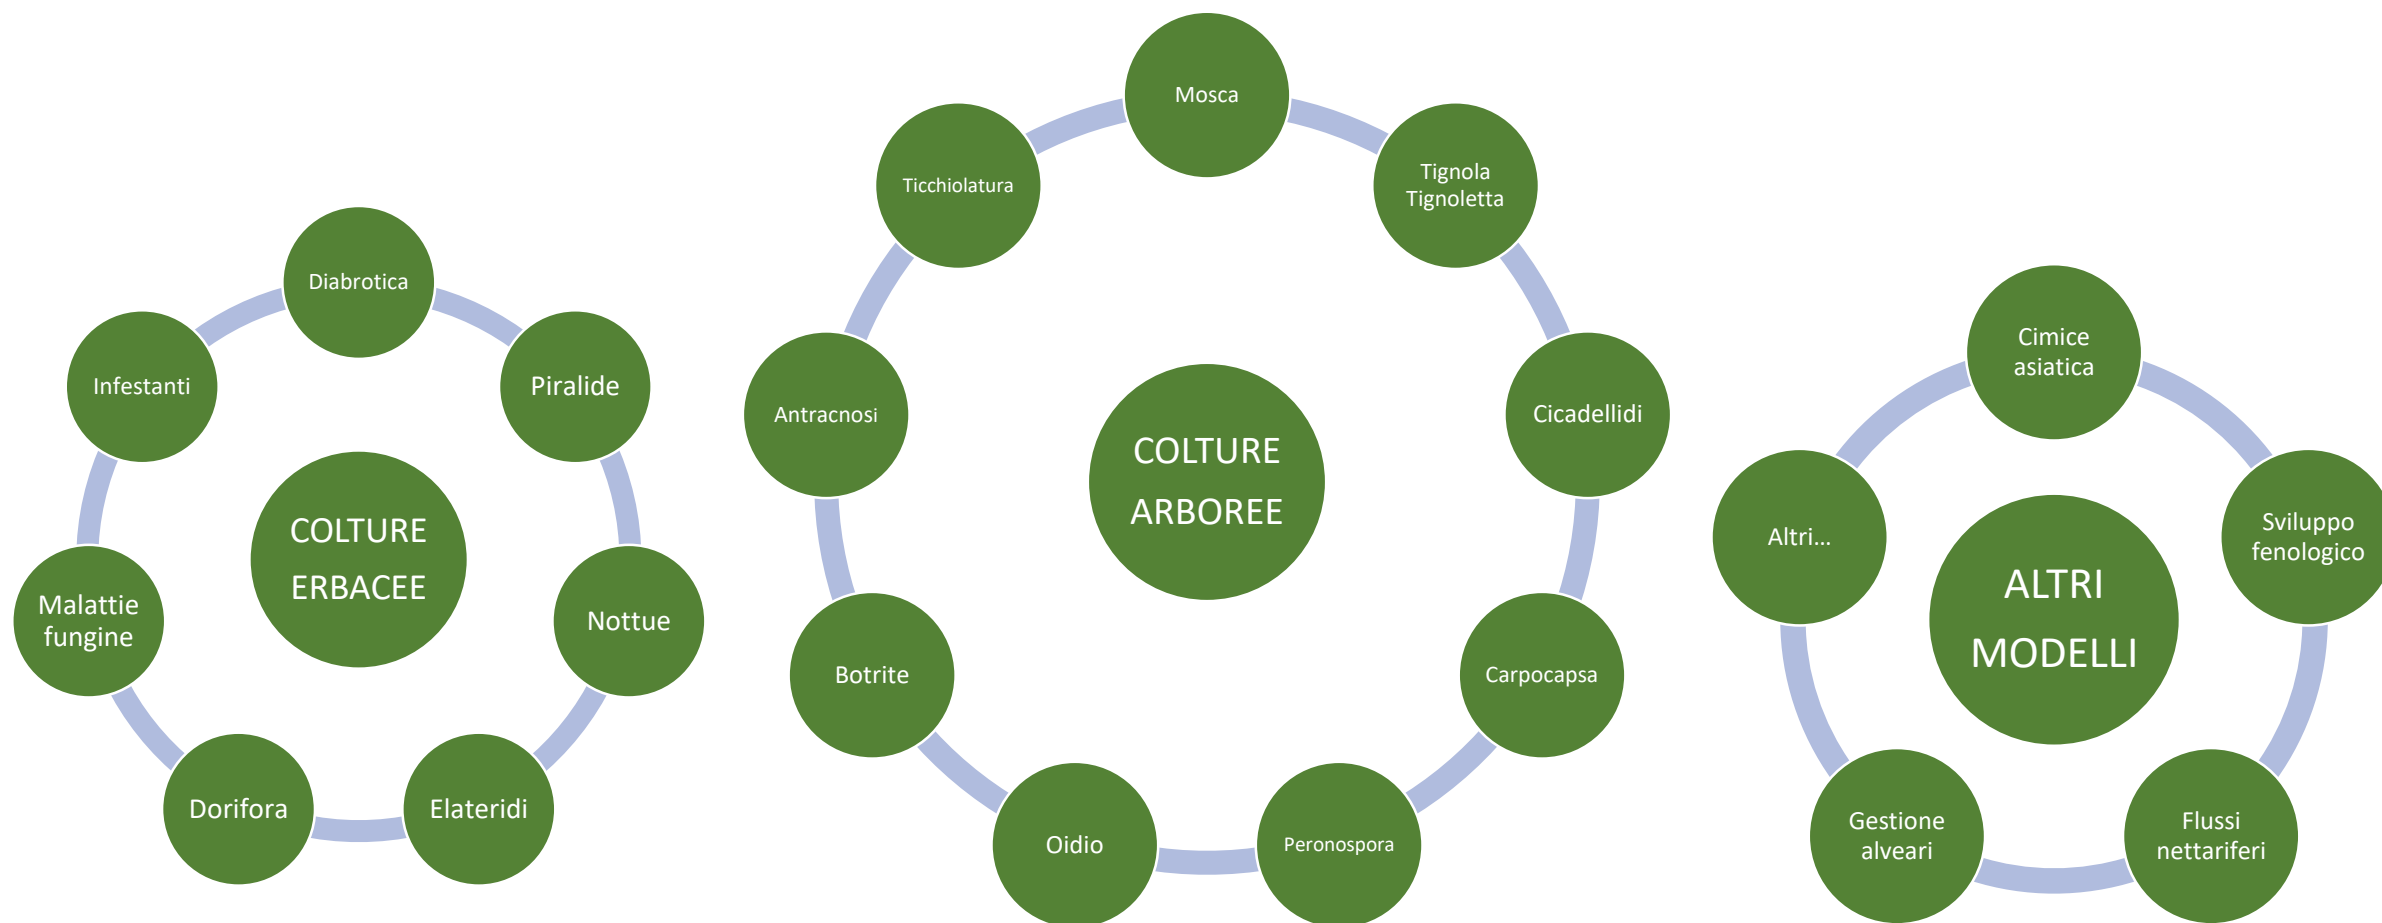 COLTURE
ERBACEE
Diabrotica
Piralide
Nottue
Elateridi
Dorifora
Malattie
fungine
Infestanti
COLTURE
ARBOREE
Mosca
Tignola
Tignoletta
Cicadellidi
Carpocapsa
Peronospora
Oidio
Botrite
Antracnosi
Ticchiolatura
ALTRI
MODELLI
Cimice
asiatica
Sviluppo
fenologico
Flussi
nettariferi
Gestione
alveari
Altri...